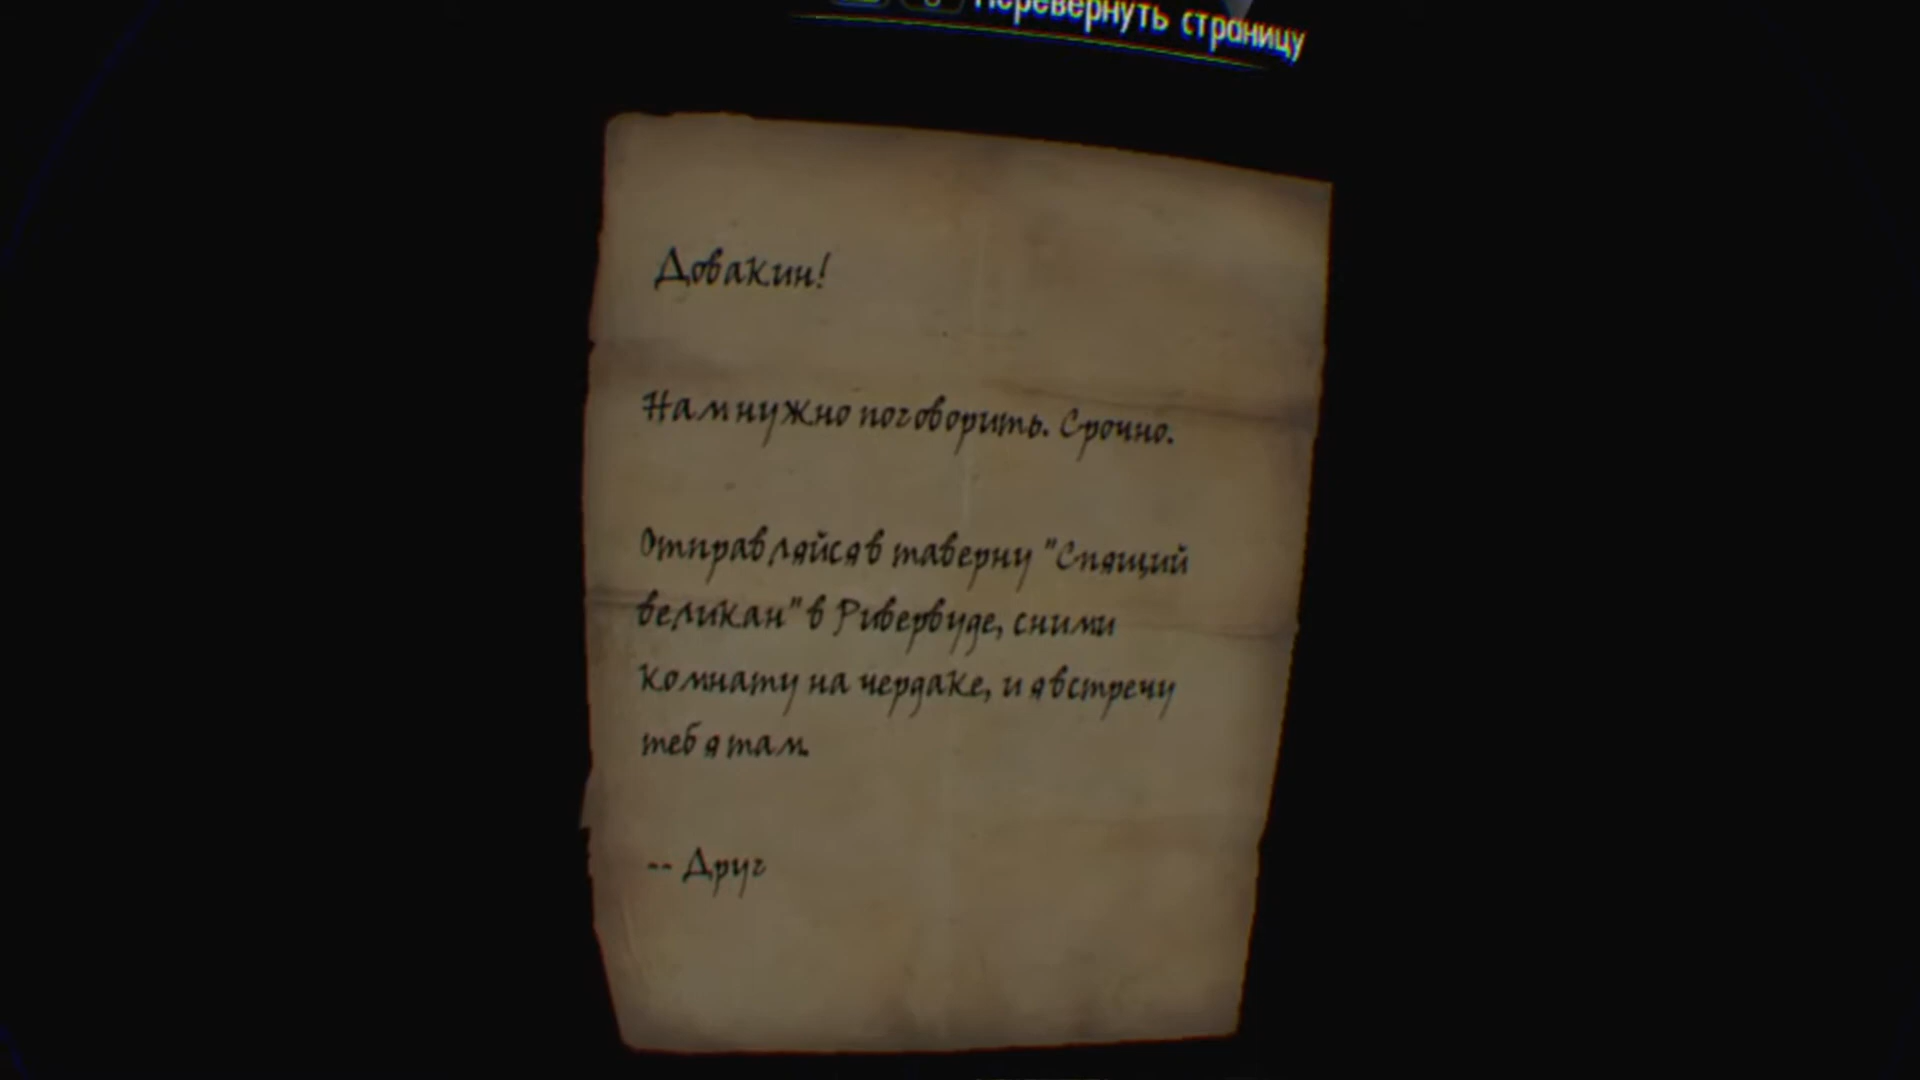 Перевернуть страницу
Довакин!
Нам нужно поговорить. Срочно.
Отправляйся в таверну "Спящий
великан" в Ривервуде, сними
комнату на чердаке, и я встречу
тебя там.
-- Друг